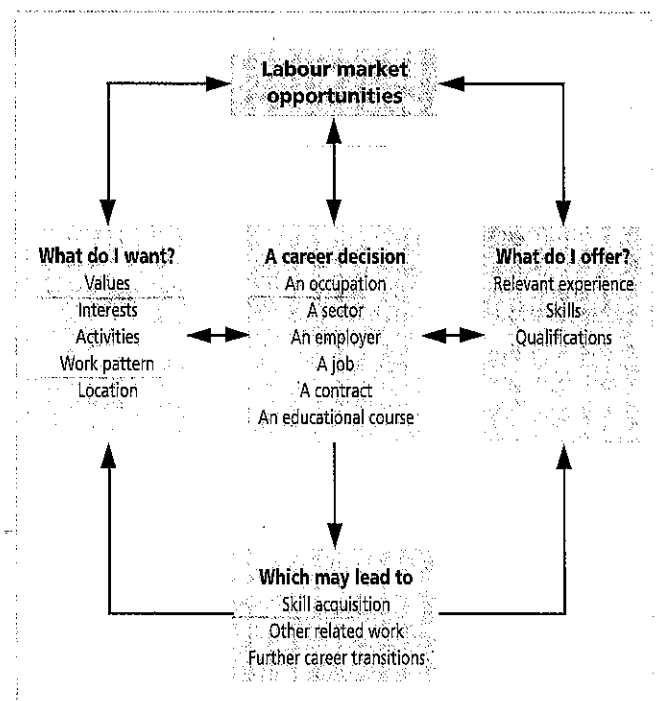 Labour market
opportunities
What do I want?
Values
Interests
Activities
Work pattern
Location
A career decision
An occupation
A sector
An employer
A job
A contract
An educational course
What do I offer?
Relevant experience
Skills
Qualifications
Which may lead to
Skill acquisition
Other related work
Further career transitions